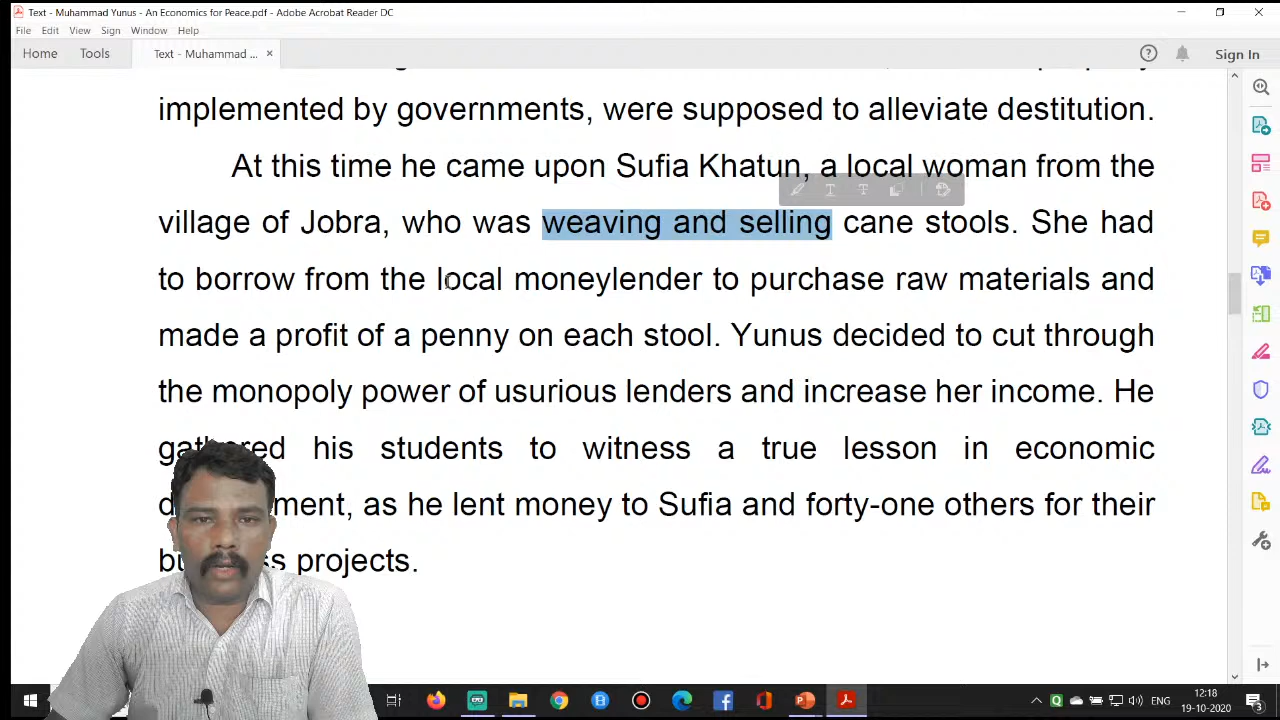 Text - Muhammad Yunus - An Economics for Peace.pdf - Adobe Acrobat Reader DC
File Edit View Sign Window Help
Home Tools Text - Muhammad ... × Sign In
implemented by governments, were supposed to alleviate destitution.
At this time he came upon Sufia Khatun, a local woman from the
village of Jobra, who was weaving and selling cane stools. She had
to borrow from the local moneylender to purchase raw materials and
made a profit of a penny on each stool. Yunus decided to cut through
the monopoly power of usurious lenders and increase her income. He
his students to witness a true lesson in economic
as he lent money to Sufia and forty-one others for their
projects.
ENG
12:18
19-10-2020
3